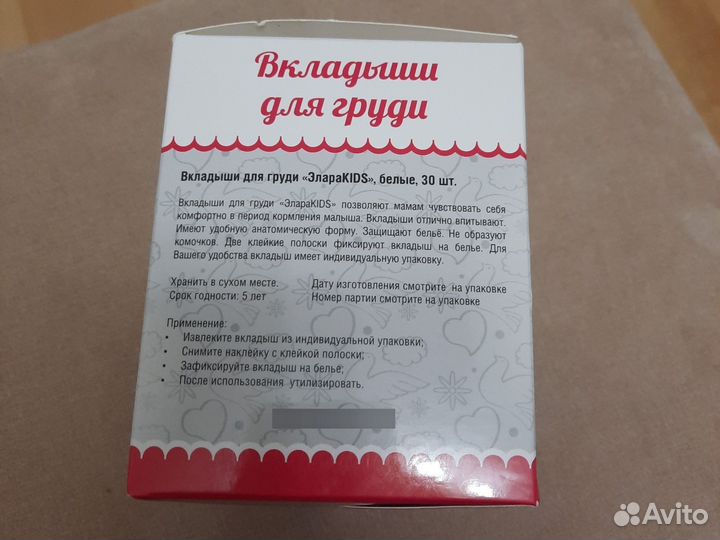 Вкладыши
для груди
Вкладыши для груди «ЭлараKIDS», белые, 30 шт.
Вкладыши для груди «ЭлараKIDS» позволяют мамам чувствовать себя
комфортно в период кормления малыша. Вкладыши отлично впитывают.
Имеют удобную анатомическую форму. Защищают бельё. Не образуют
комочков. Две клейкие полоски фиксируют вкладыш на белье. Для
Вашего удобства вкладыш имеет индивидуальную упаковку.
Хранить в сухом месте. Дату изготовления смотрите на упаковке
Срок годности: 5 лет Номер партии смотрите на упаковке
Применение:
• Извлеките вкладыш из индивидуальной упаковки;
• Снимите наклейку с клейкой полоски;
• Зафиксируйте вкладыш на белье;
• После использования утилизировать.
Avito